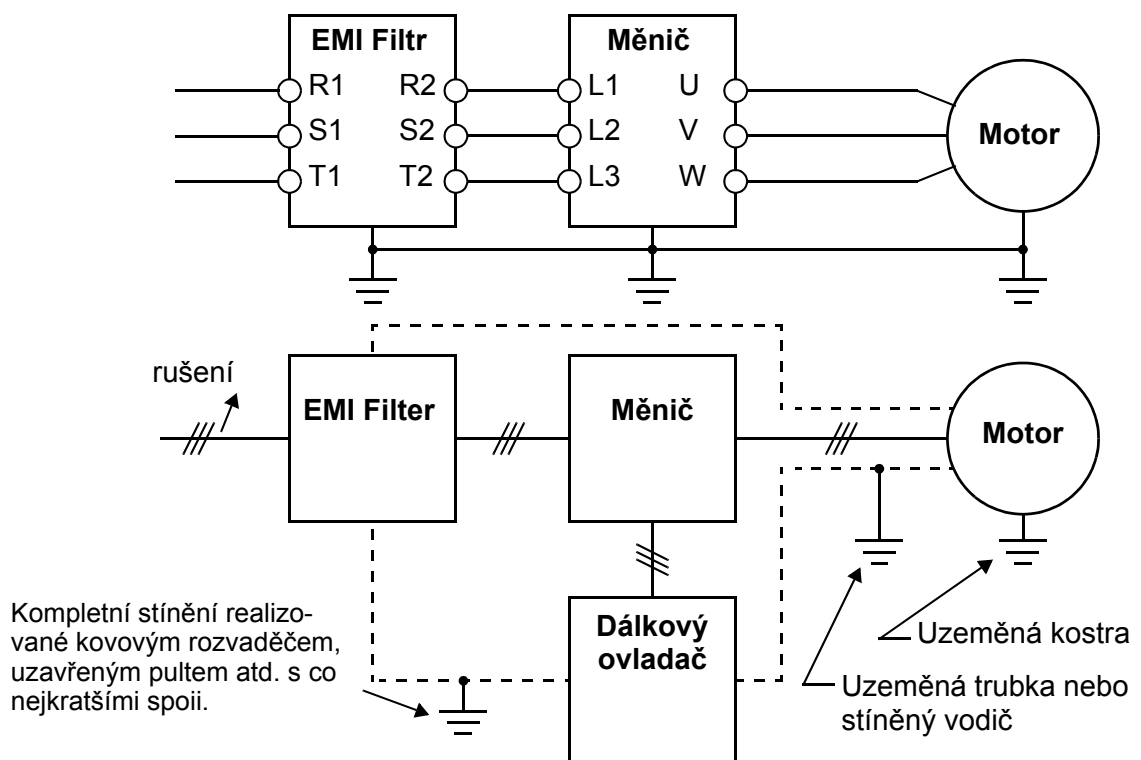 EMI Filtr
Měnič
R1 R2 L1 U
S1 S2 L2 V
T1 T2 L3 W
Motor
rušení
EMI Filter
Měnič
Motor
Kompletní stínění realizo-
vané kovovým rozvaděčem,
uzavřeným pultem atd. s co
nejkratšími spoii.
Dálkový
ovladač
Uzeměná kostra
Uzeměná trubka nebo
stíněný vodič